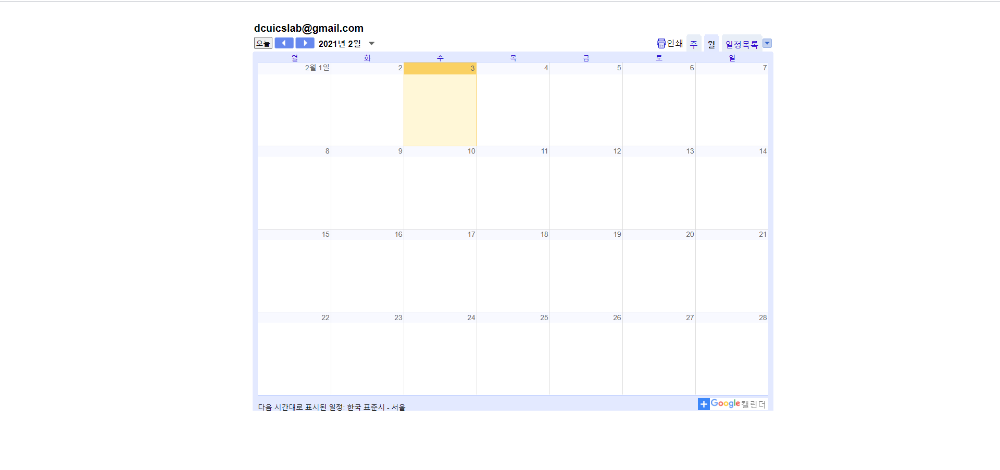 dcuicslab@gmail.com
오늘 2021년 2월 인쇄 주 월 일정목록
월 화 수 목 금 토 일
2월 1일 2 3 4 5 6 7
8 9 10 11 12 13 14
15 16 17 18 19 20 21
22 23 24 25 26 27 28
다음 시간대로 표시된 일정: 한국 표준시 - 서울 Google 캘린더